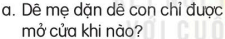 a. Dê mẹ dặn dê con chỉ được
mở cửa khi nào?